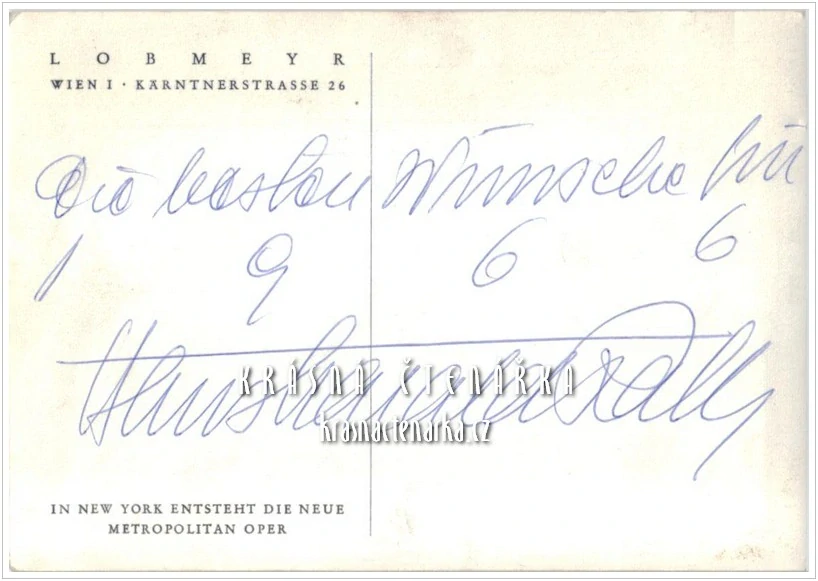 LOBMEYR
WIEN I · KÄRNTNERSTRASSE 26
Die besten Wünsche für
1 9 6 6
KRÁSNÁ ČTENÁŘKA
krasnactenarka.cz
IN NEW YORK ENTSTEHT DIE NEUE
METROPOLITAN OPER